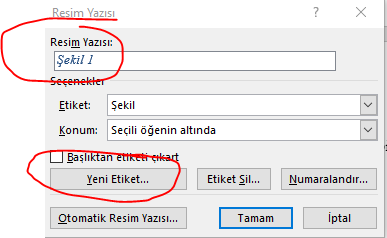 Resim Yazısı
Resim Yazısı:
Şekil 1
Seçenekler
Etiket: Şekil
Konum: Seçili öğenin altında
Başlıktan etiketi çıkart
Yeni Etiket... Etiket Sil... Numaralandır...
Otomatik Resim Yazısı... Tamam İptal